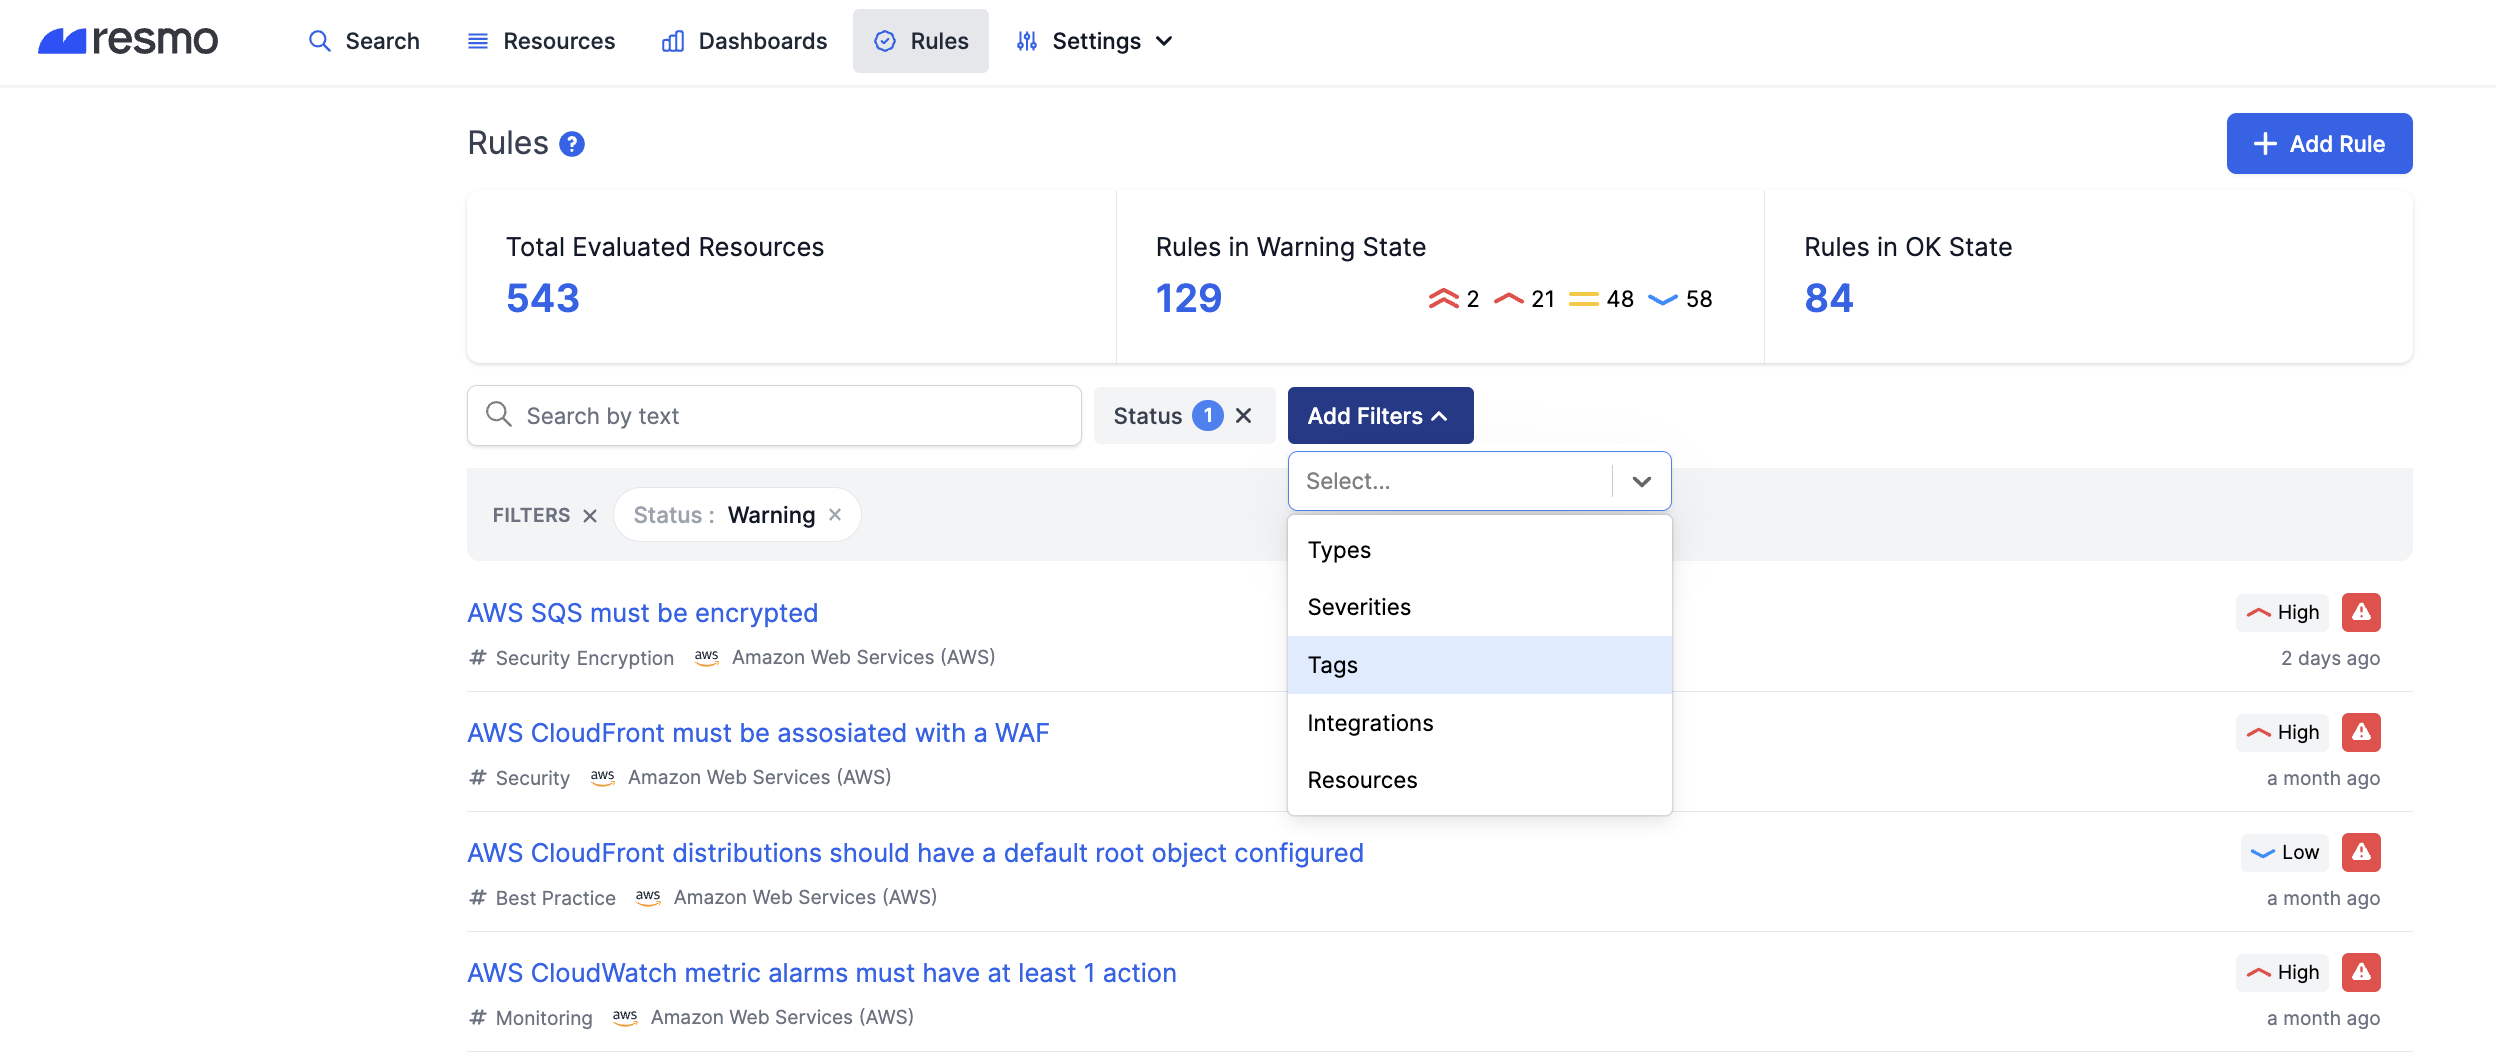 resmo
Search
Resources
Dashboards
Rules
Settings
Rules ?
Add Rule
Total Evaluated Resources
543
Rules in Warning State
129
2 21 48 58
Rules in OK State
84
Search by text
Status 1
Add Filters
Select...
FILTERS
Status : Warning
Types
Severities
Tags
Integrations
Resources
AWS SQS must be encrypted
High
# Security Encryption aws Amazon Web Services (AWS)
2 days ago
AWS CloudFront must be assosiated with a WAF
High
# Security aws Amazon Web Services (AWS)
a month ago
AWS CloudFront distributions should have a default root object configured
Low
# Best Practice aws Amazon Web Services (AWS)
a month ago
AWS CloudWatch metric alarms must have at least 1 action
High
# Monitoring aws Amazon Web Services (AWS)
a month ago